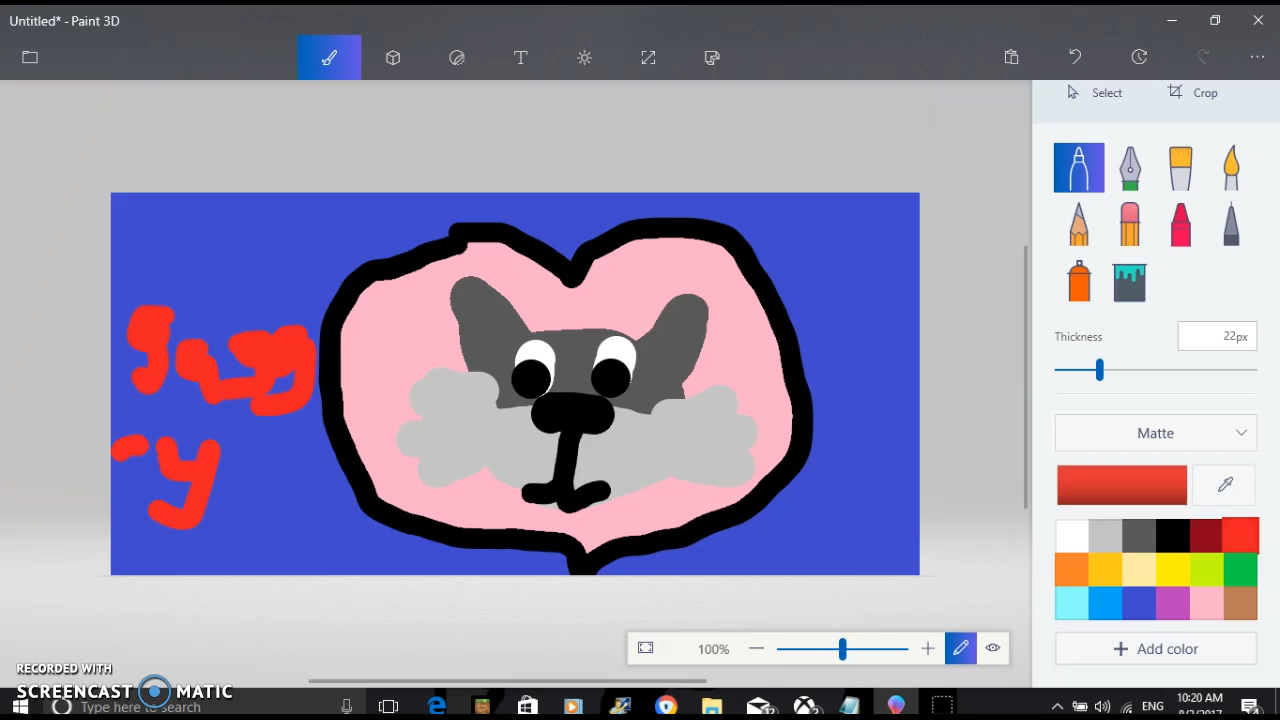 Untitled* - Paint 3D
Select
Crop
Thickness
22px
Matte
Add color
100%
RECORDED WITH
SCREENCAST MATIC
Type here to search
ENG
10:20 AM